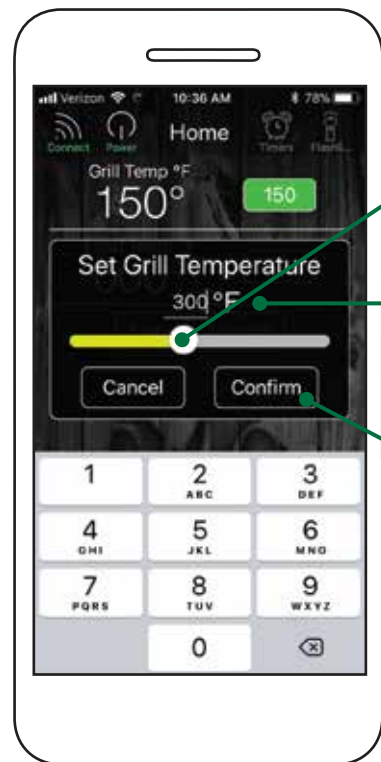 Verizon 10:36 AM 78%
Home
Connect Power Timers Flashli...
Grill Temp °F
150° 150
Set Grill Temperature
300 °F
Cancel Confirm
1 2 3
ABC DEF
4 5 6
GHI JKL MNO
7 8 9
PQRS TUV WXYZ
0